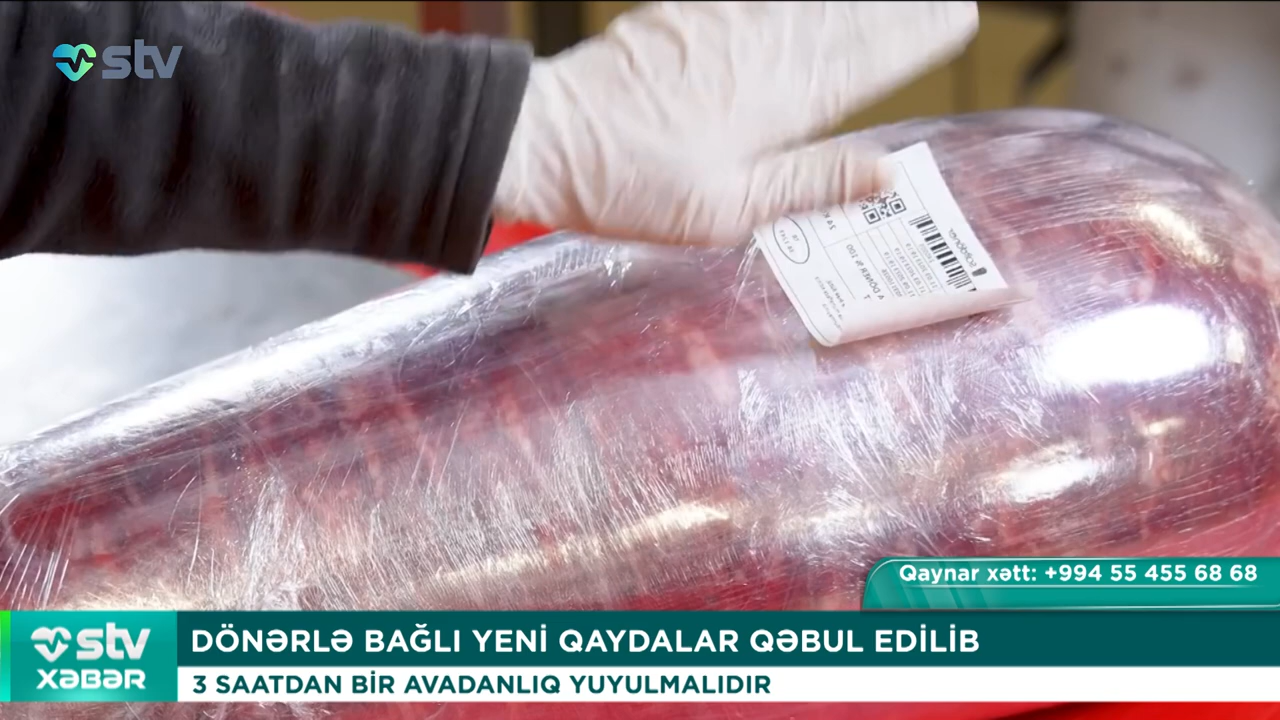 stv
Qaynar xətt: +994 55 455 68 68
stv
XƏBƏR
DÖNƏRLƏ BAĞLI YENİ QAYDALAR QƏBUL EDİLİB
3 SAATDAN BİR AVADANLIQ YUYULMALIDIR